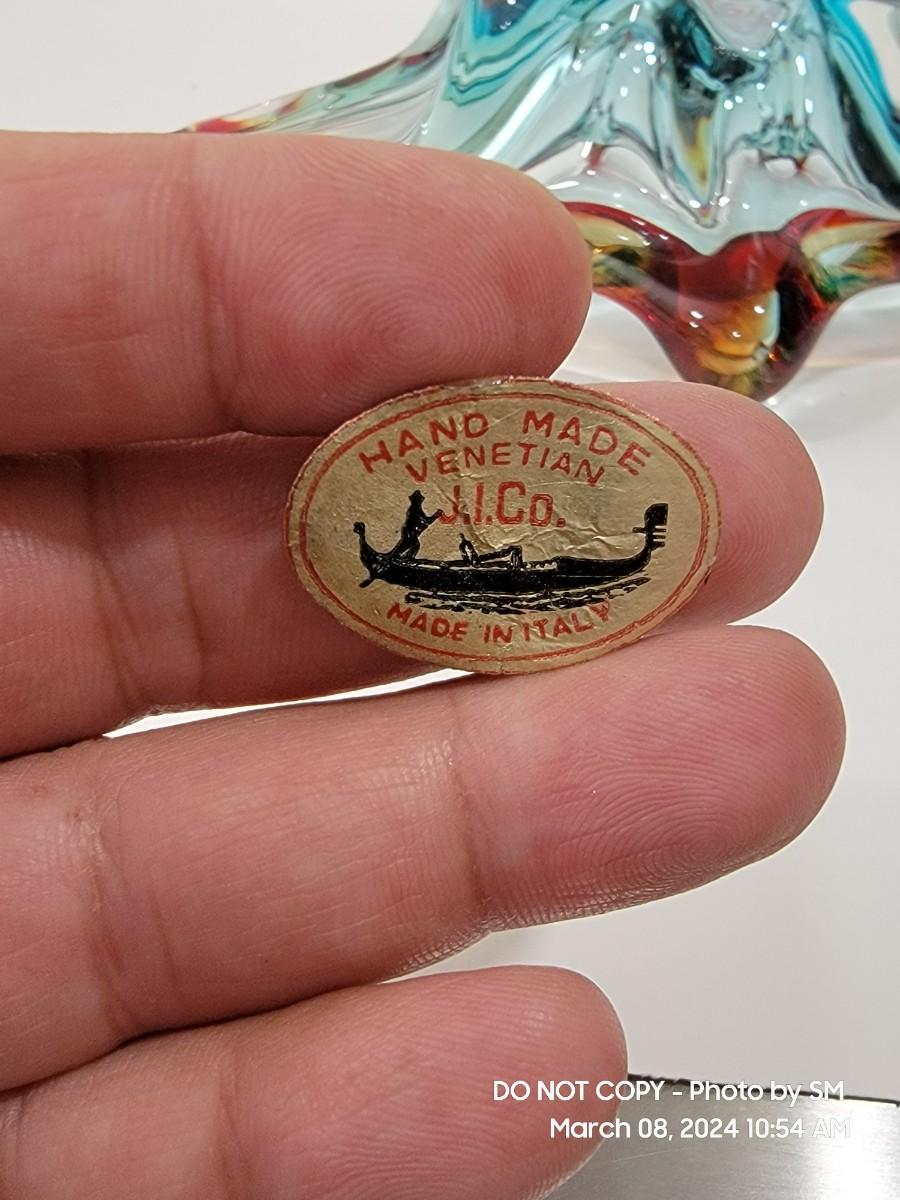 HAND MADE
VENETIAN
J.I.Co.
MADE IN ITALY
DO NOT COPY - Photo by SM
March 08, 2024 10:54 AM